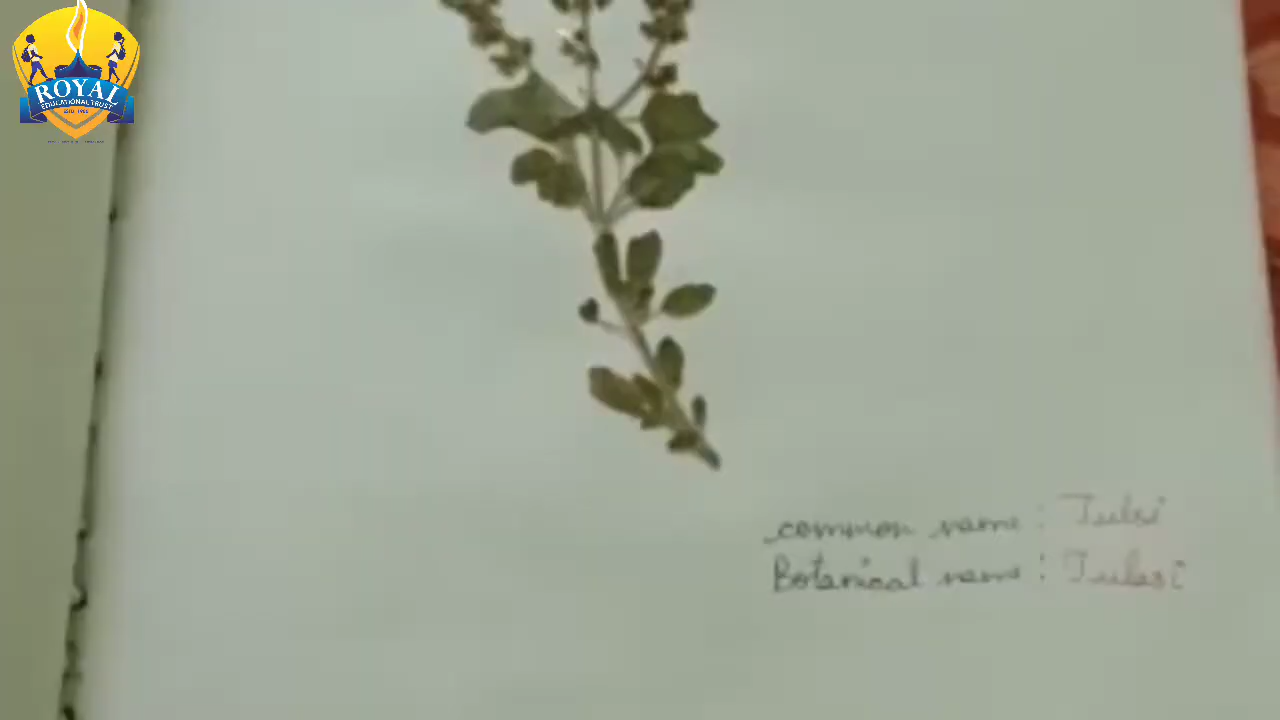 ROYAL
EDUCATIONAL TRUST
common name : Tulsi
Botanical name : Tulasi